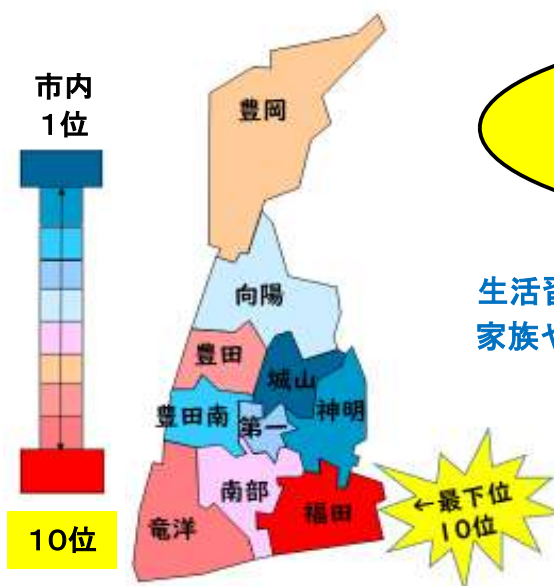 市内
1位
豊岡
向陽
豊田
城山
神明
豊田南
第一
南部
竜洋
福田
10位
←最下位
10位
生活習
家族や